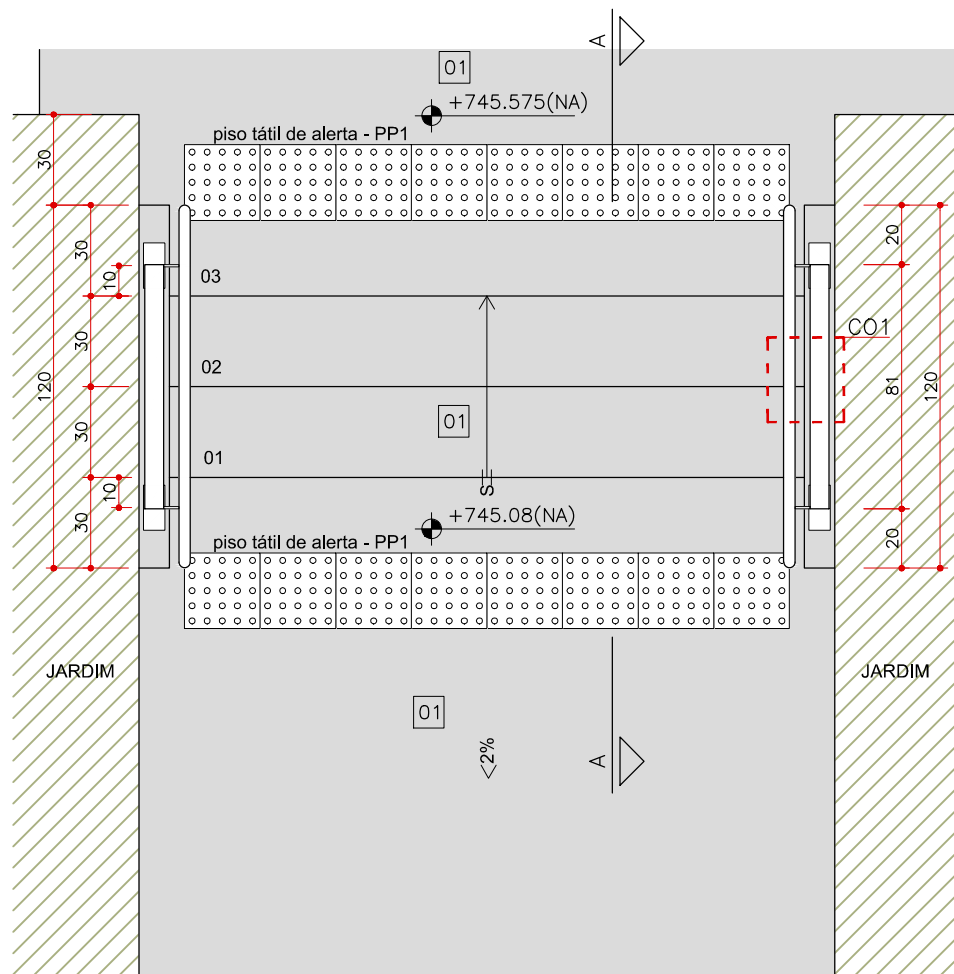 A
01
+745.575(NA)
piso tátil de alerta - PP1
30
30
20
10
03
CO1
30
02
120
81
120
01
30
01
10
S
+745.08(NA)
30
20
piso tátil de alerta - PP1
JARDIM
JARDIM
01
<2%
A